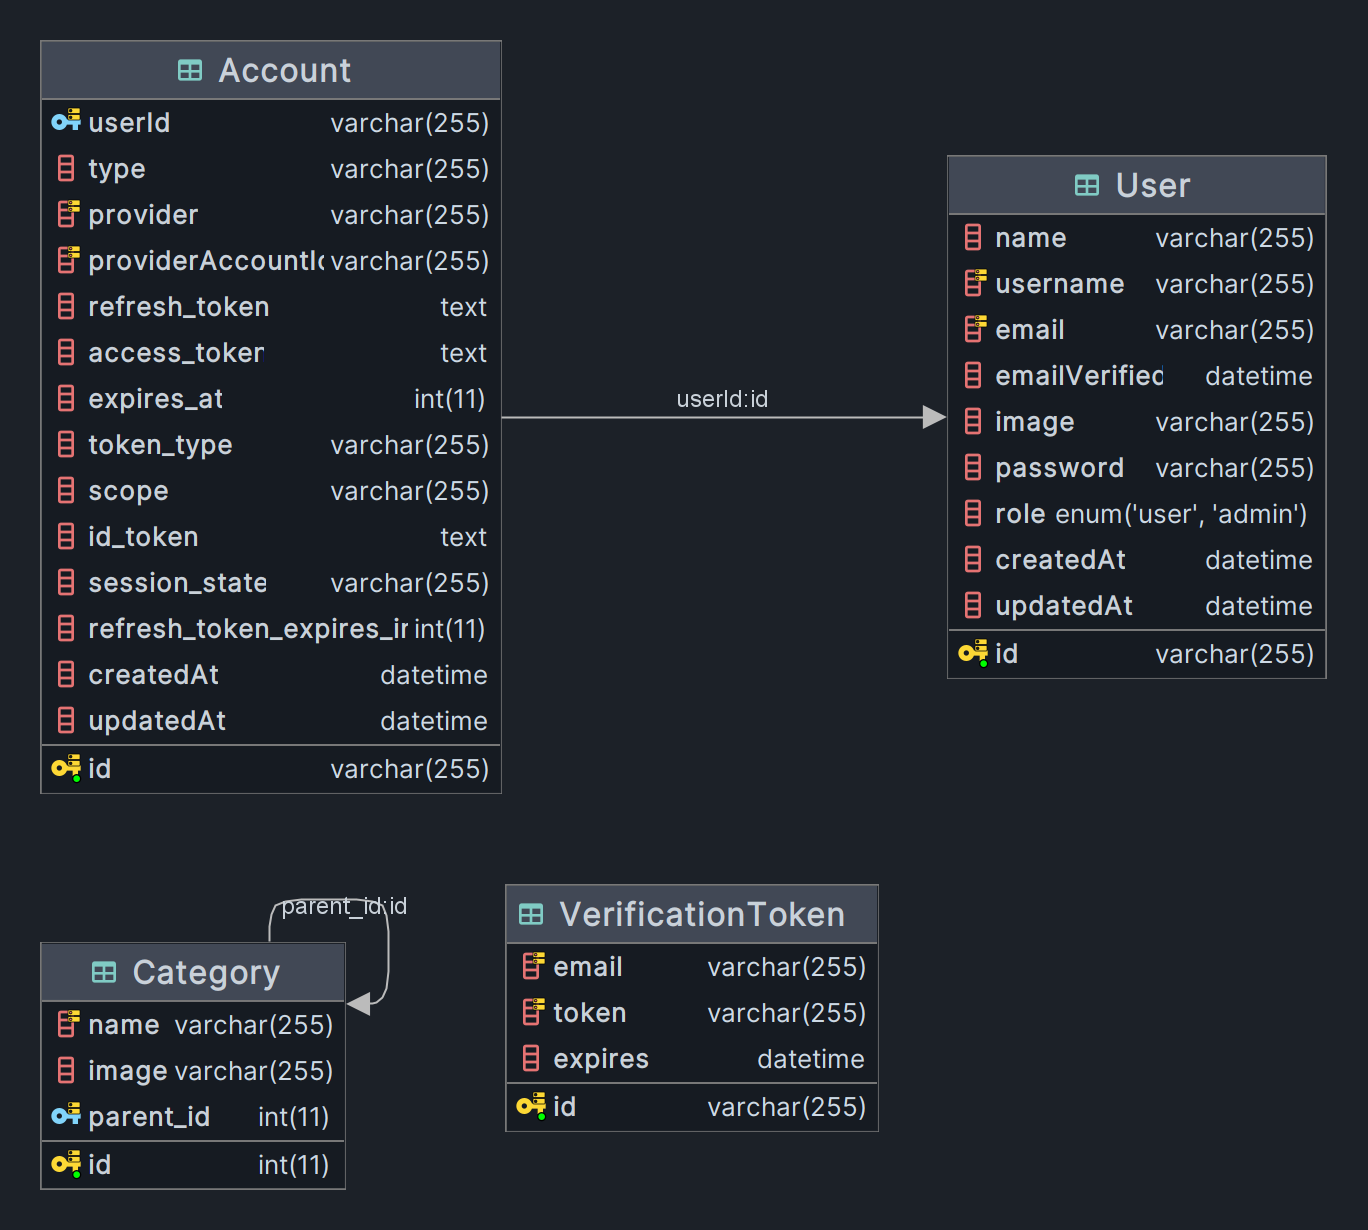 Account
userId varchar(255)
type varchar(255)
provider varchar(255)
providerAccountI varchar(255)
refresh_token text
access_toker text
expires_at int(11)
token_type varchar(255)
scope varchar(255)
id_token text
session_state varchar(255)
refresh_token_expires_ir int(11)
createdAt datetime
updatedAt datetime
id varchar(255)
userId:id
User
name varchar(255)
username varchar(255)
email varchar(255)
emailVerified datetime
image varchar(255)
password varchar(255)
role enum('user', 'admin')
createdAt datetime
updatedAt datetime
id varchar(255)
parent_id:id
Category
name varchar(255)
image varchar(255)
parent_id int(11)
id int(11)
VerificationToken
email varchar(255)
token varchar(255)
expires datetime
id varchar(255)